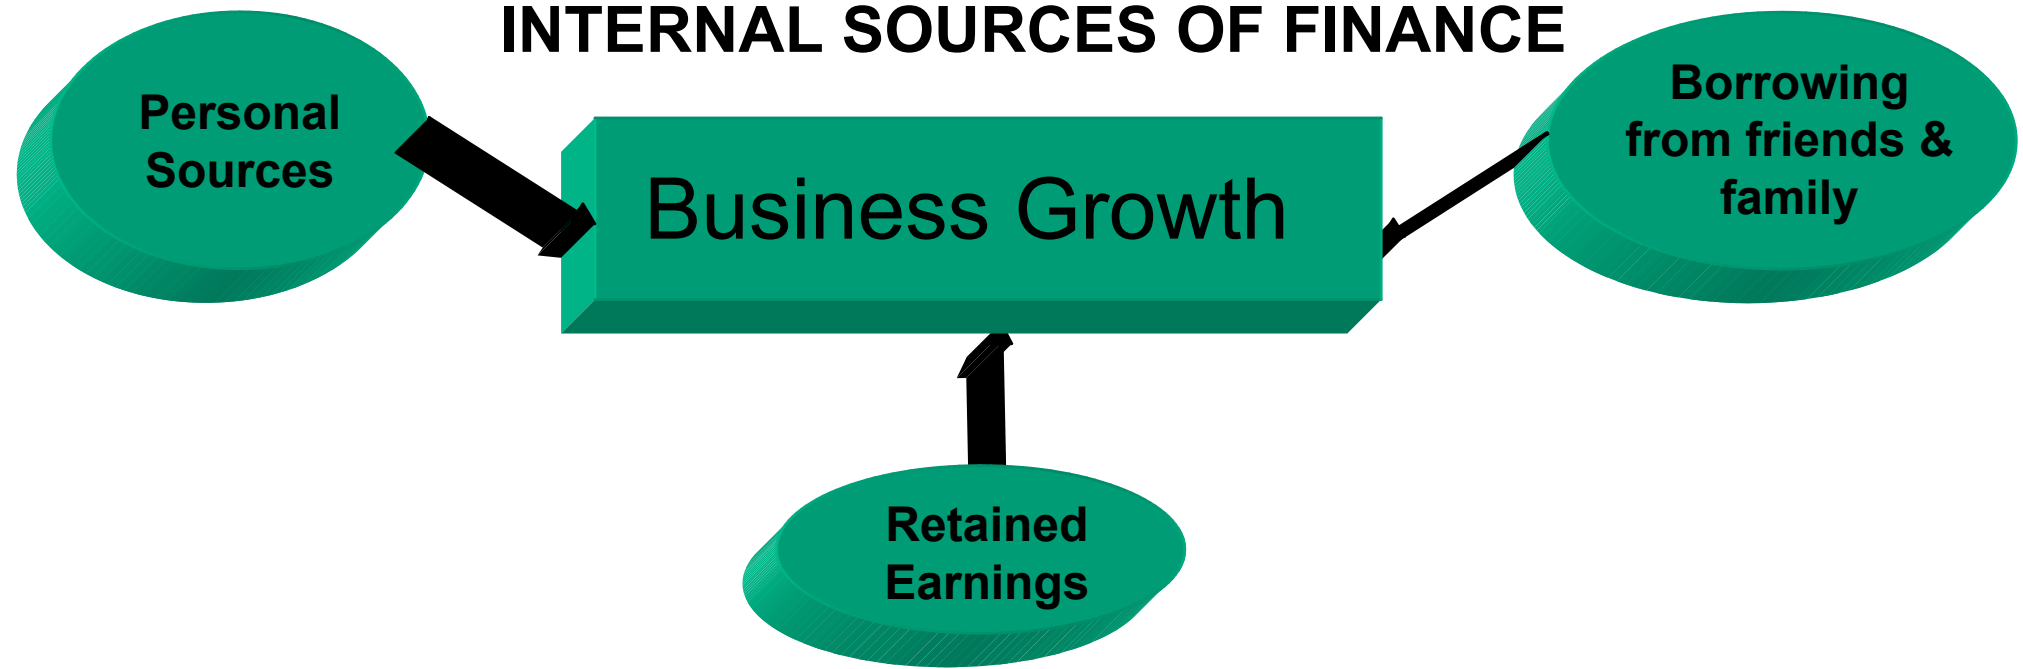 INTERNAL SOURCES OF FINANCE
Personal
Sources
Business Growth
Borrowing
from friends &
family
Retained
Earnings